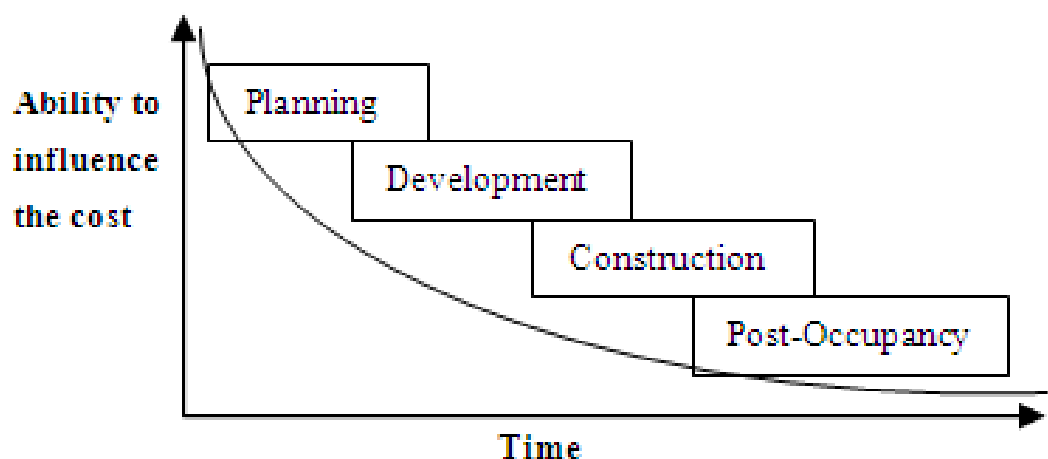 Ability to
influence
the cost
Planning
Development
Construction
Post-Occupancy
Time